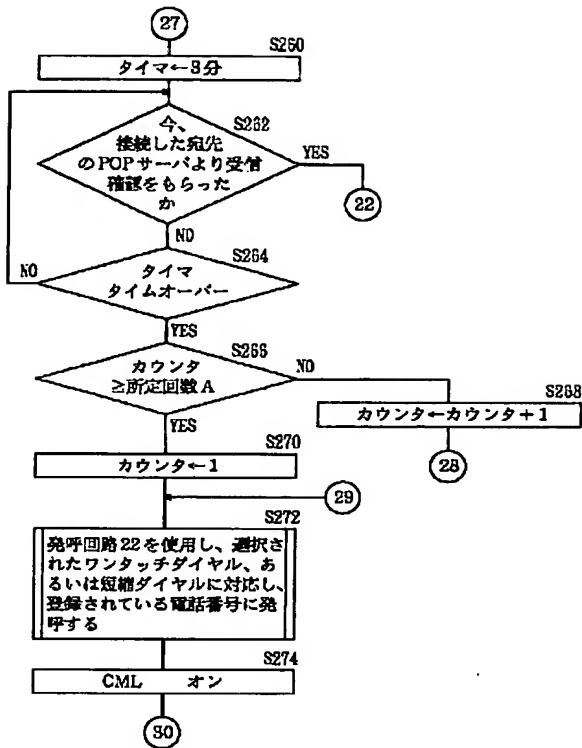 27
S260
タイマ←3分
S262
今、
接続した宛先
のPOPサーバより受信
確認をもらった
か
YES
22
NO
S264
NO
タイマ
タイムオーバー
YES
S266
カウンタ
≥所定回数A
NO
S268
カウンタ←カウンタ+1
28
YES
S270
カウンタ←1
29
S272
発呼回路22を使用し、選択さ
れたワンタッチダイヤル、あ
るいは短縮ダイヤルに対応し、
登録されている電話番号に発
呼する
S274
CML オン
30